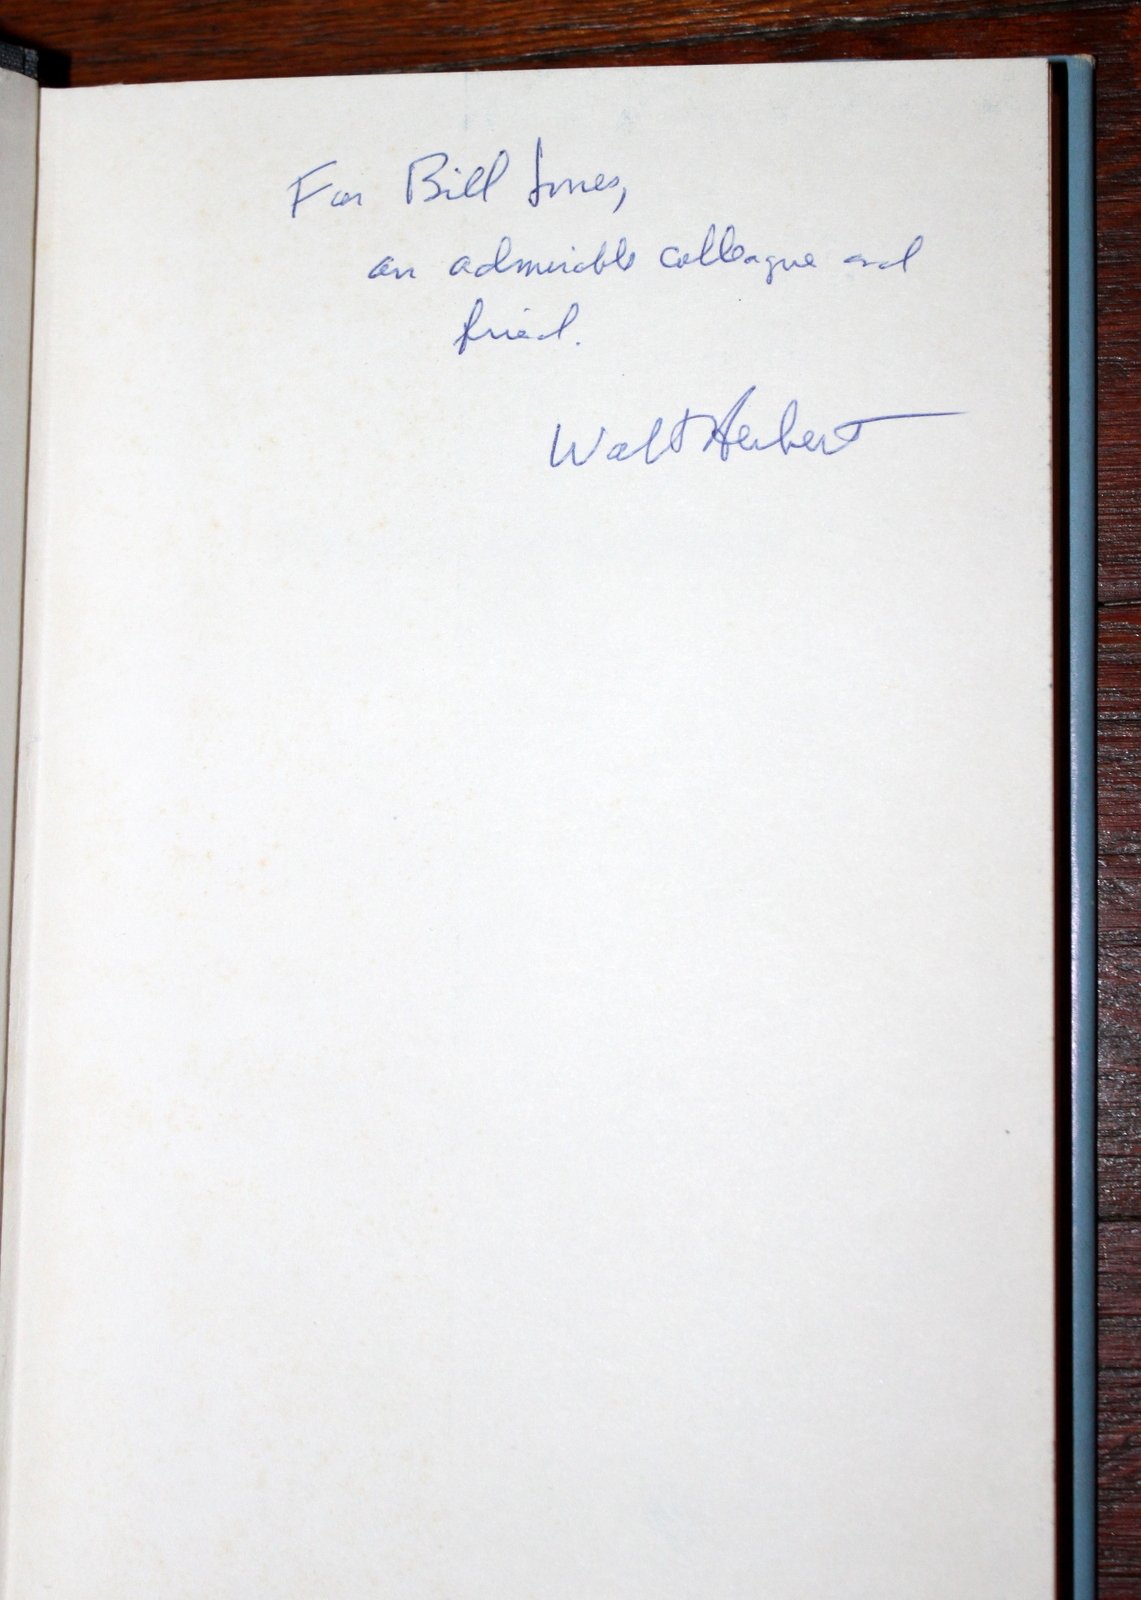 For Bill Jones,
an admirable colleague and
friend.
Walt Herbert